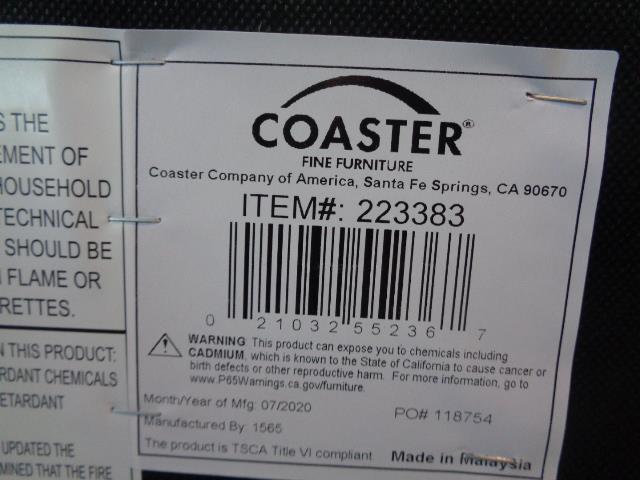 S THE
EMENT OF
HOUSEHOLD
TECHNICAL
SHOULD BE
FLAME OR
RETTES.
N THIS PRODUCT:
RDANT CHEMICALS
ETARDANT
UPDATED THE
MINED THAT THE FIRE
COASTER®
FINE FURNITURE
Coaster Company of America, Santa Fe Springs, CA 90670
ITEM#: 223383
0 21032 55236 7
WARNING: This product can expose you to chemicals including
CADMIUM, which is known to the State of California to cause cancer or
birth defects or other reproductive harm. For more information, go to
www.P65Warnings.ca.gov/furniture.
Month/Year of Mfg: 07/2020
PO# 118754
Manufactured By: 1565
The product is TSCA Title VI compliant
Made in Malaysia